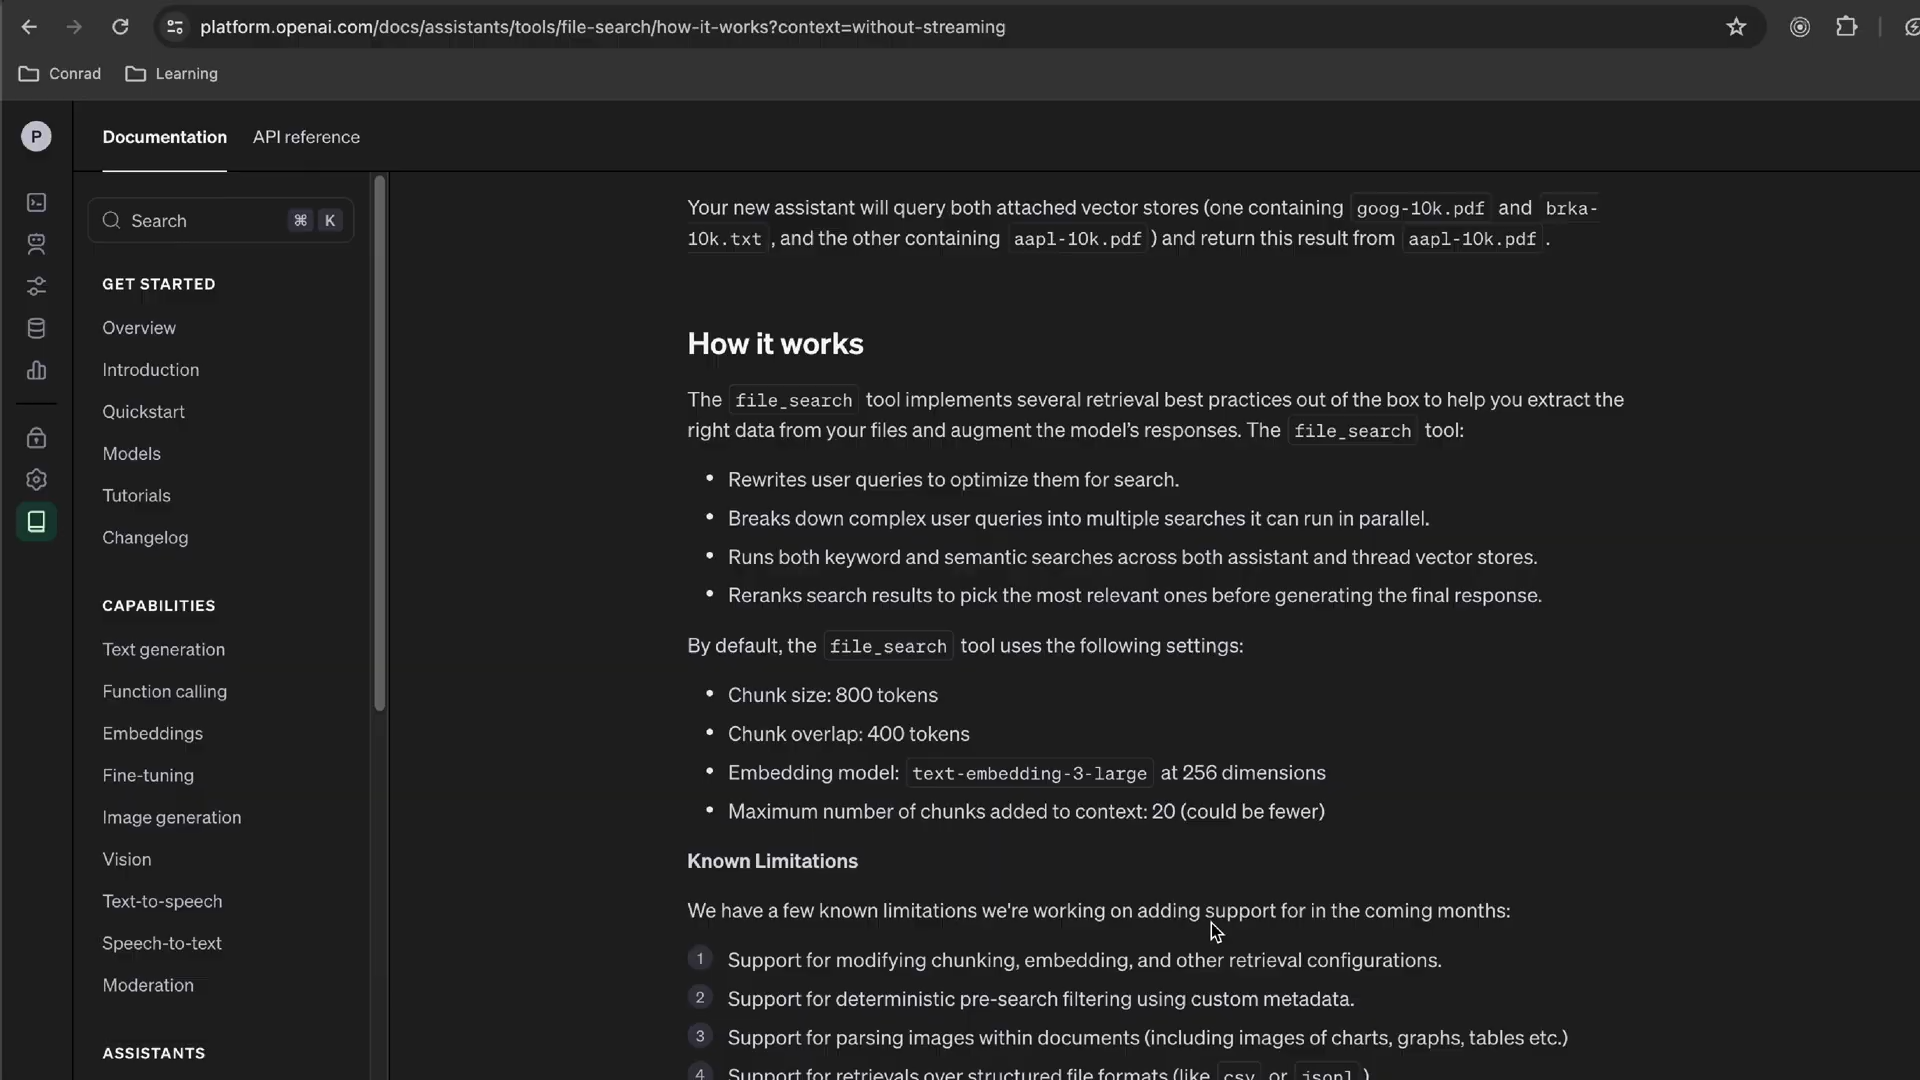 platform.openai.com/docs/assistants/tools/file-search/how-it-works?context=without-streaming
Conrad
Learning
P
Documentation
API reference
Search
⌘ K
GET STARTED
Overview
Introduction
Quickstart
Models
Tutorials
Changelog
CAPABILITIES
Text generation
Function calling
Embeddings
Fine-tuning
Image generation
Vision
Text-to-speech
Speech-to-text
Moderation
ASSISTANTS
Your new assistant will query both attached vector stores (one containing goog-10k.pdf and brka-
10k.txt , and the other containing aapl-10k.pdf ) and return this result from aapl-10k.pdf .
How it works
The file_search tool implements several retrieval best practices out of the box to help you extract the
right data from your files and augment the model’s responses. The file_search tool:
• Rewrites user queries to optimize them for search.
• Breaks down complex user queries into multiple searches it can run in parallel.
• Runs both keyword and semantic searches across both assistant and thread vector stores.
• Reranks search results to pick the most relevant ones before generating the final response.
By default, the file_search tool uses the following settings:
• Chunk size: 800 tokens
• Chunk overlap: 400 tokens
• Embedding model: text-embedding-3-large at 256 dimensions
• Maximum number of chunks added to context: 20 (could be fewer)
Known Limitations
We have a few known limitations we're working on adding support for in the coming months:
1 Support for modifying chunking, embedding, and other retrieval configurations.
2 Support for deterministic pre-search filtering using custom metadata.
3 Support for parsing images within documents (including images of charts, graphs, tables etc.)
4 Support for retrievals over structured file formats (like csv or jsonl )